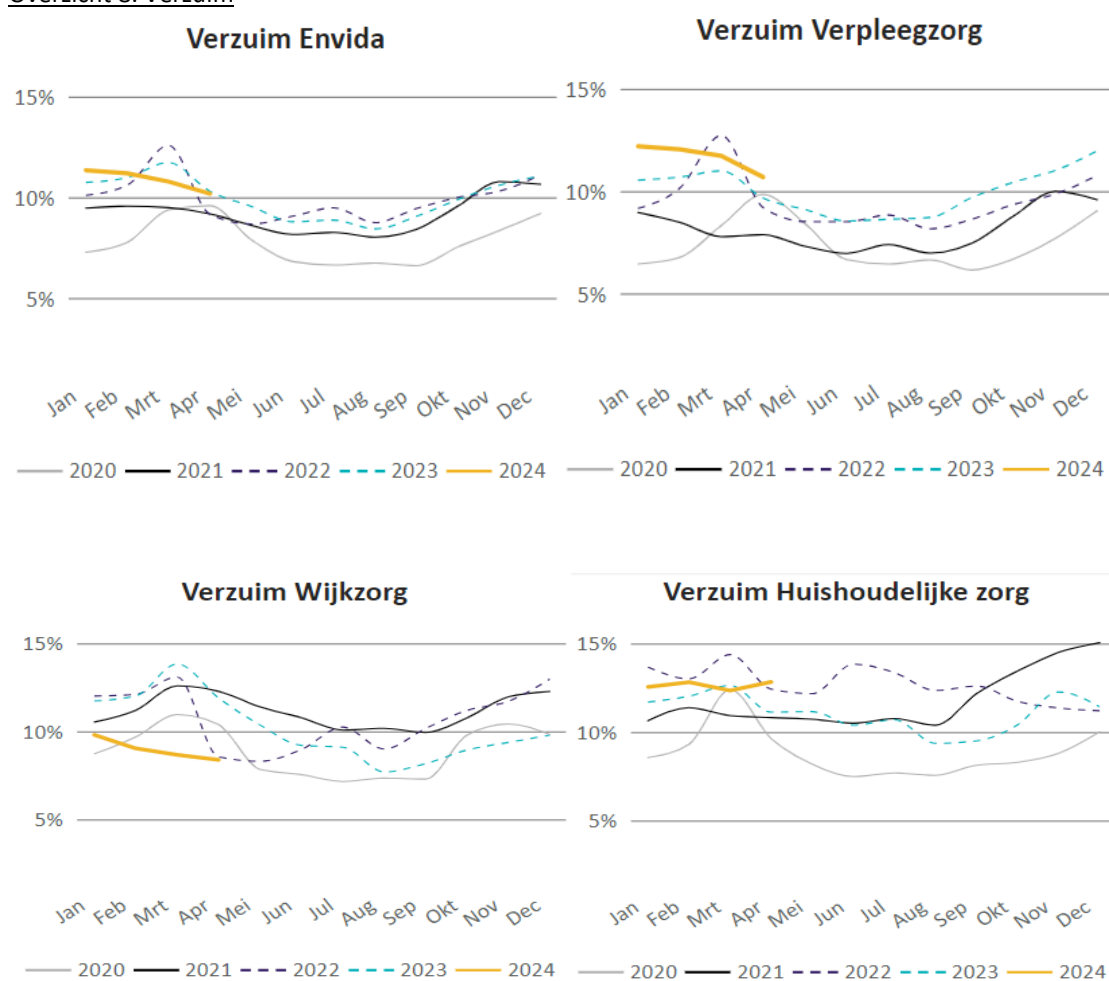 Overzicht Verzuim
Verzuim Envida
15%
10%
5%
Jan Feb Mrt Apr Mei Jun Jul Aug Sep Okt Nov Dec
2020 2021 2022 2023 2024
Verzuim Verpleegzorg
15%
10%
5%
Jan Feb Mrt Apr Mei Jun Jul Aug Sep Okt Nov Dec
2020 2021 2022 2023 2024
Verzuim Wijkzorg
15%
10%
5%
Jan Feb Mrt Apr Mei Jun Jul Aug Sep Okt Nov Dec
2020 2021 2022 2023 2024
Verzuim Huishoudelijke zorg
15%
10%
5%
Jan Feb Mrt Apr Mei Jun Jul Aug Sep Okt Nov Dec
2020 2021 2022 2023 2024